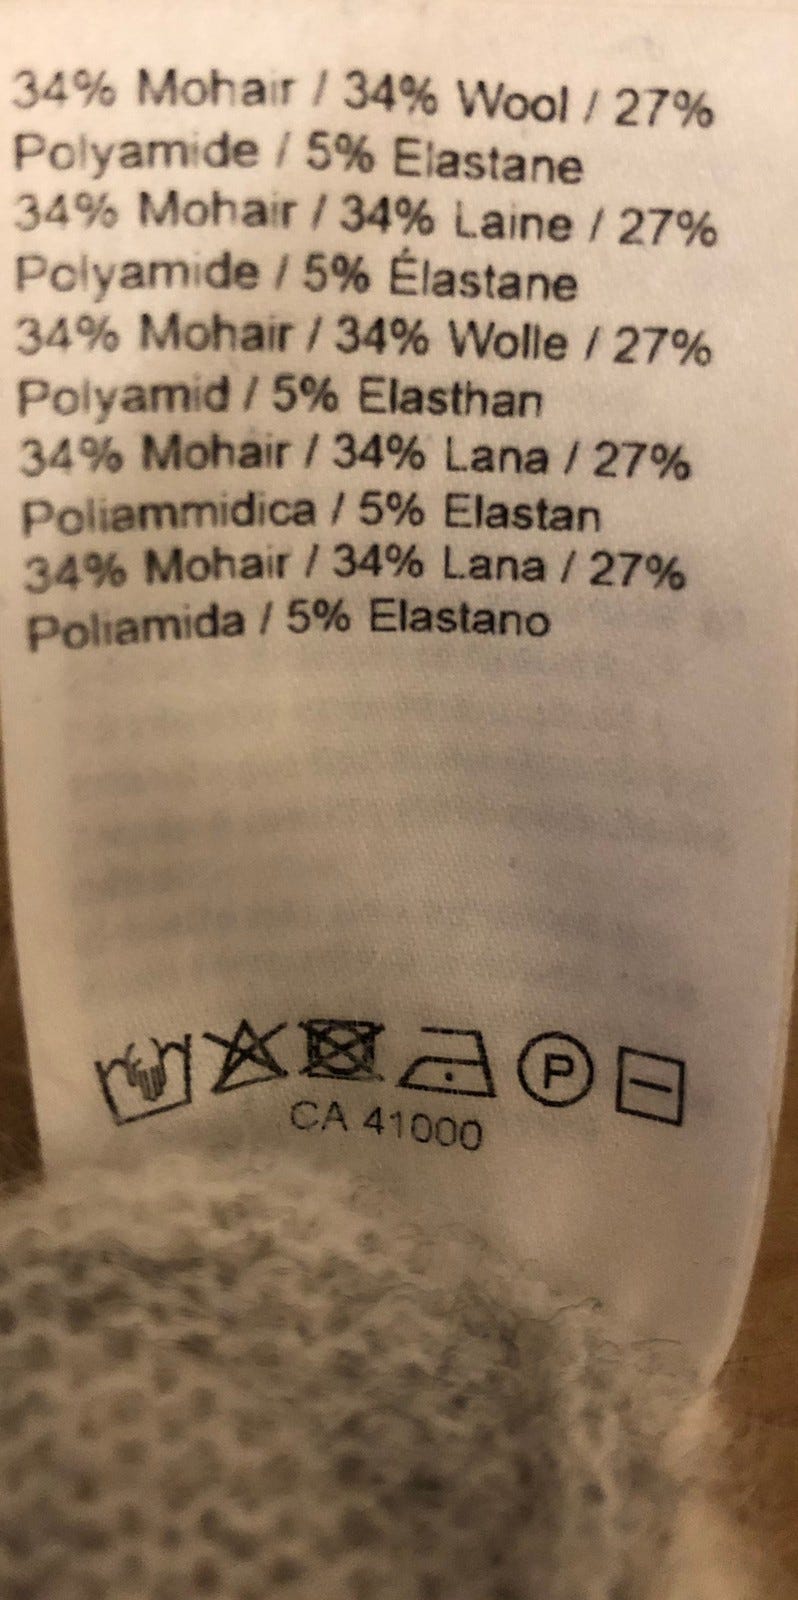 34% Mohair / 34% Wool / 27%
Polyamide / 5% Elastane
34% Mohair / 34% Laine / 27%
Polyamide / 5% Élastane
34% Mohair / 34% Wolle / 27%
Polyamid / 5% Elasthan
34% Mohair / 34% Lana / 27%
Poliammidica / 5% Elastan
34% Mohair / 34% Lana / 27%
Poliamida / 5% Elastano
P
CA 41000